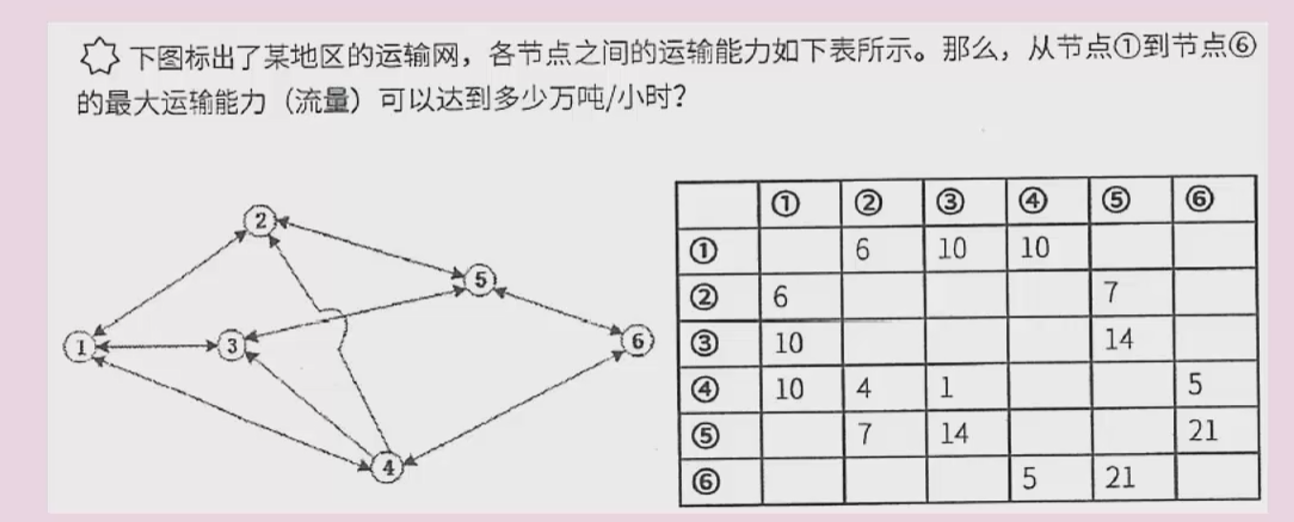 下图标出了某地区的运输网，各节点之间的运输能力如下表所示。那么，从节点①到节点⑥
的最大运输能力（流量）可以达到多少万吨/小时？
2
5
1
3
6
4
① ② ③ ④ ⑤ ⑥
① 6 10 10
② 6 7
③ 10 14
④ 10 4 1 5
⑤ 7 14 21
⑥ 5 21